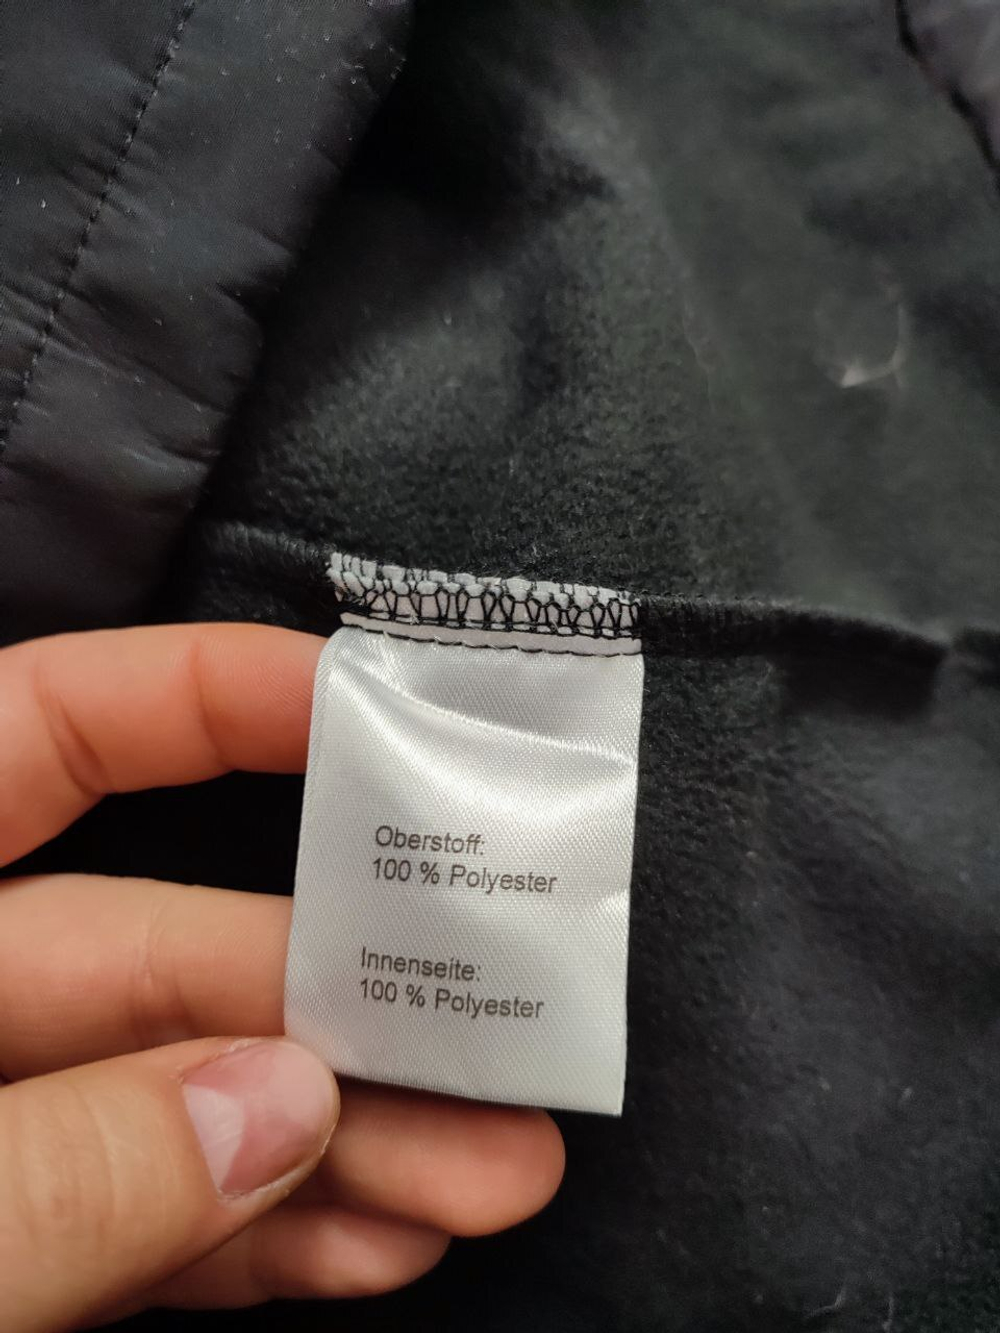 Oberstoff:
100 % Polyester
Innenseite:
100 % Polyester